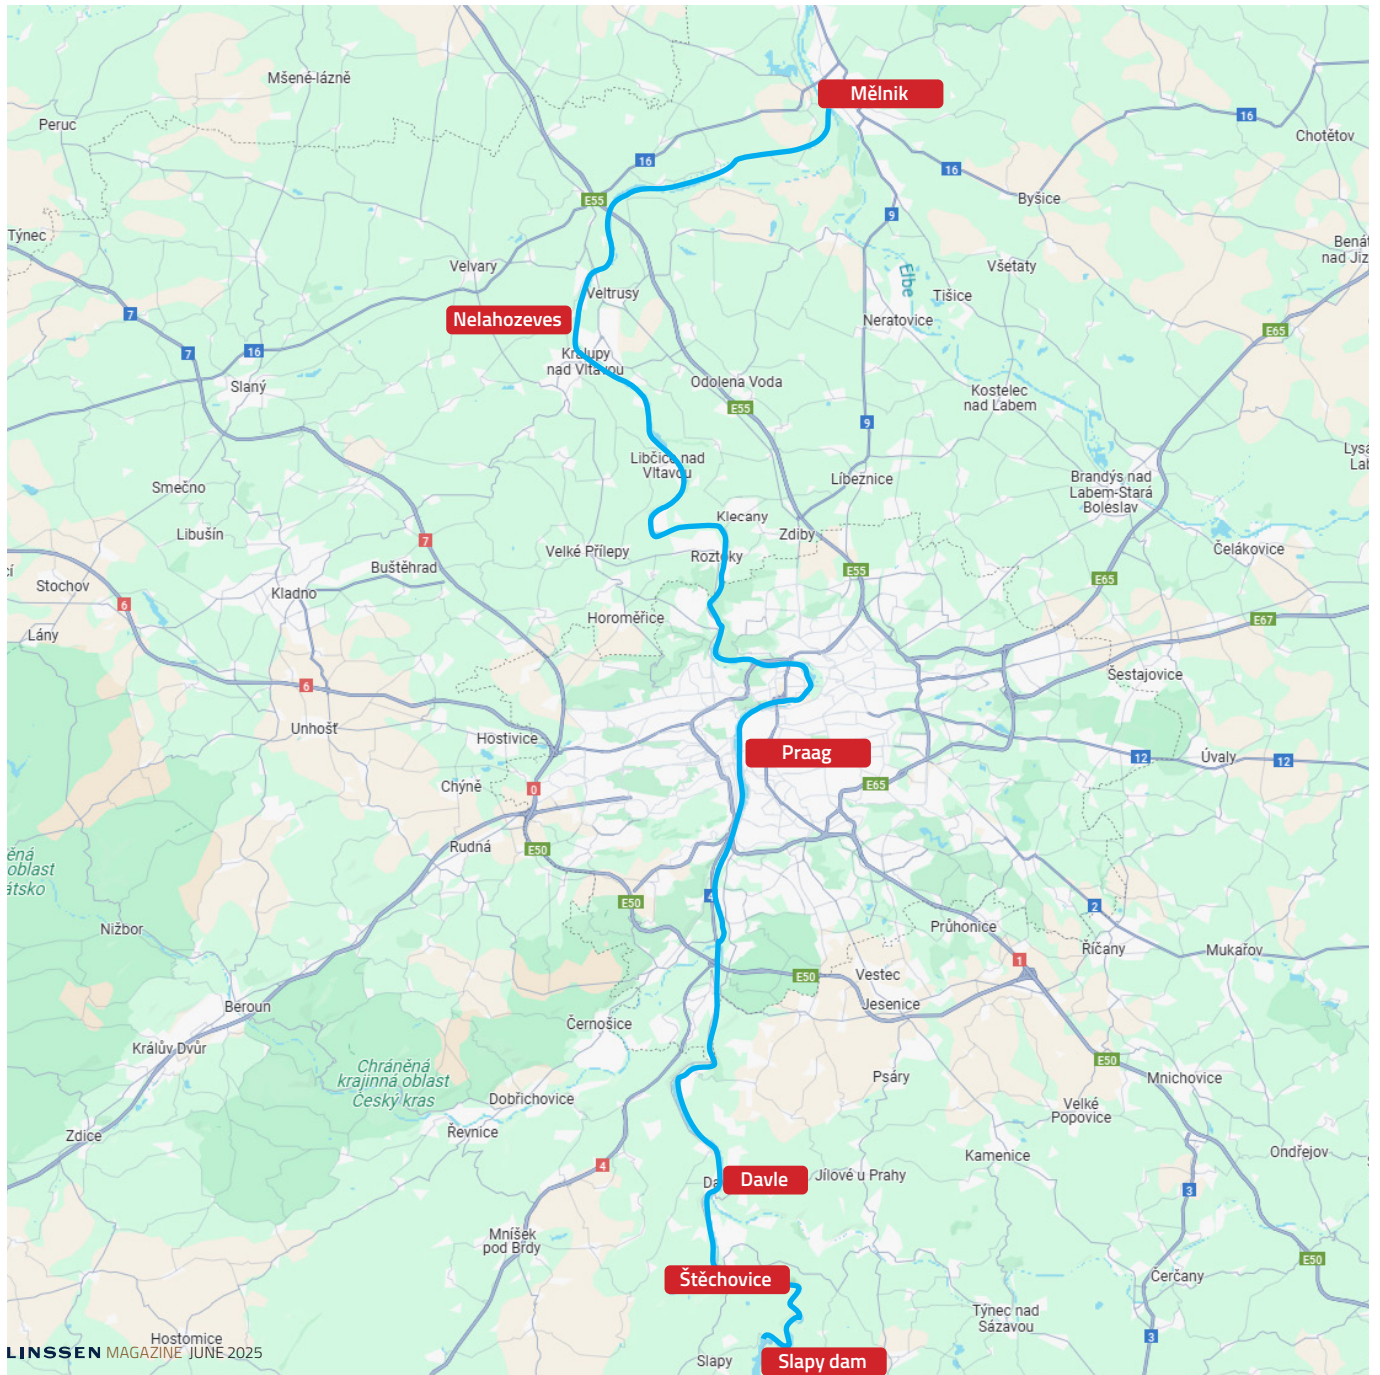 Mělnik
Mšené-lázně
Peruc
16
Chotětov
16
16
Byšice
E55
9
Týnec
Velvary
Elbe
Všetaty
Benát
nad Jiz
Veltrusy
Tišice
7
Nelahozeves
Neratovice
E65
7
16
Kralupy
nad Vltavou
Slaný
Odolena Voda
Kostelec
nad Labem
E55
9
Libčice nad
Vltavou
Lysá
Lab
Smečno
Líbeznice
Brandýs nad
Labem-Stará
Boleslav
Klecany
Libušín
Zdiby
7
Velké Přílepy
Roztoky
Čelákovice
Buštěhrad
E55
E65
cí
Stochov
Kladno
6
Horoměřice
E67
Lány
6
Šestajovice
Unhošť
Hostivice
Praag
12
Úvaly
12
Chýně
0
E65
Rudná
E50
ěná
oblast
átsko
4
E50
2
Nižbor
Průhonice
Říčany
Mukařov
1
E50
Vestec
Beroun
Jesenice
Černošice
Králův Dvůr
Chráněná
krajinná oblast
Český kras
E50
Psáry
Mnichovice
Dobřichovice
Velké
Popovice
Zdice
Řevnice
Kamenice
Ondřejov
4
Da
Davle
Jílové u Prahy
3
Mníšek
pod Brdy
E50
Štěchovice
Čerčany
Týnec nad
Sázavou
Hostomice
3
LINSSEN MAGAZINE JUNE 2025
Slapy
Slapy dam